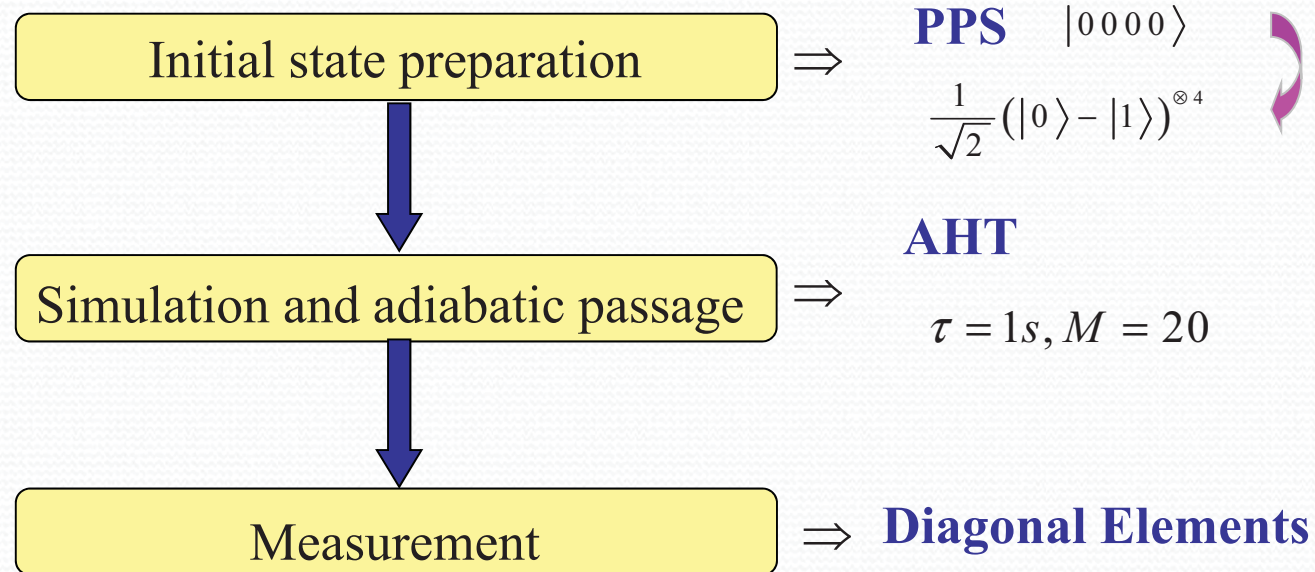 Initial state preparation ⇒ PPS |0000⟩
1/√2 (|0⟩ − |1⟩)^⊗4
Simulation and adiabatic passage ⇒ AHT
τ = 1s, M = 20
Measurement ⇒ Diagonal Elements